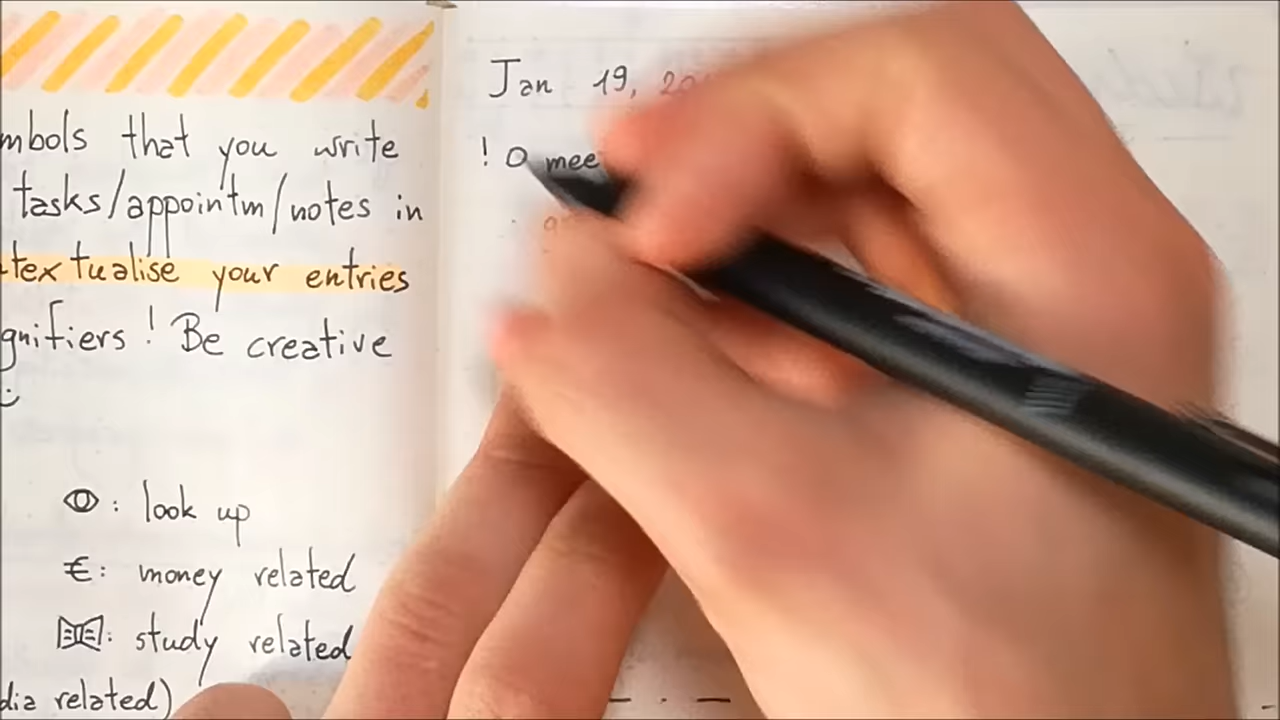 mbols that you write
tasks/appointm/notes in
textualise your entries
gnifiers! Be creative
👁: look up
€: money related
: study related
dia related)
Jan 19, 20
! O mee